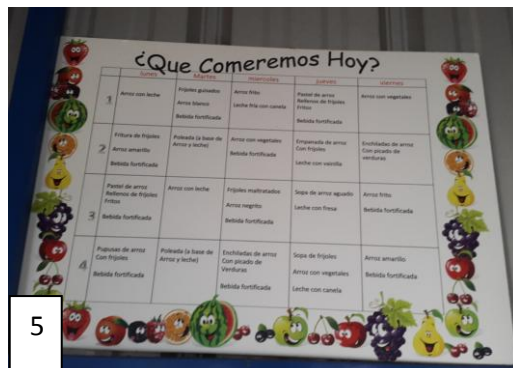 ¿Que Comeremos Hoy?
lunes Martes miercoles jueves viernes
1
Arroz con leche
Frijoles guisados
Arroz blanco
Bebida fortificada
Arroz frito
Leche fria con canela
Pastel de arroz
Rellenos de frijoles
Fritos
Bebida fortificada
Arroz con vegetales
2
Fritura de frijoles
Arroz amarillo
Bebida fortificada
Poleada (a base de
Arroz y leche)
Arroz con vegetales
Bebida fortificada
Empanada de arroz
Con frijoles
Leche con vainilla
Enchiladas de arroz
Con picado de
verduras
3
Pastel de arroz
Rellenos de frijoles
Fritos
Bebida fortificada
Arroz con leche
Frijoles maltratados
Arroz negrito
Bebida fortificada
Sopa de arroz aguado
Leche con fresa
Arroz frito
Bebida fortificada
4
Pupusas de arroz
Con frijoles
Bebida fortificada
Poleada (a base de
Arroz y leche)
Enchiladas de arroz
Con picado de
Verduras
Bebida fortificada
Sopa de frijoles
Arroz con vegetales
Leche con canela
Arroz amarillo
Bebida fortificada
5